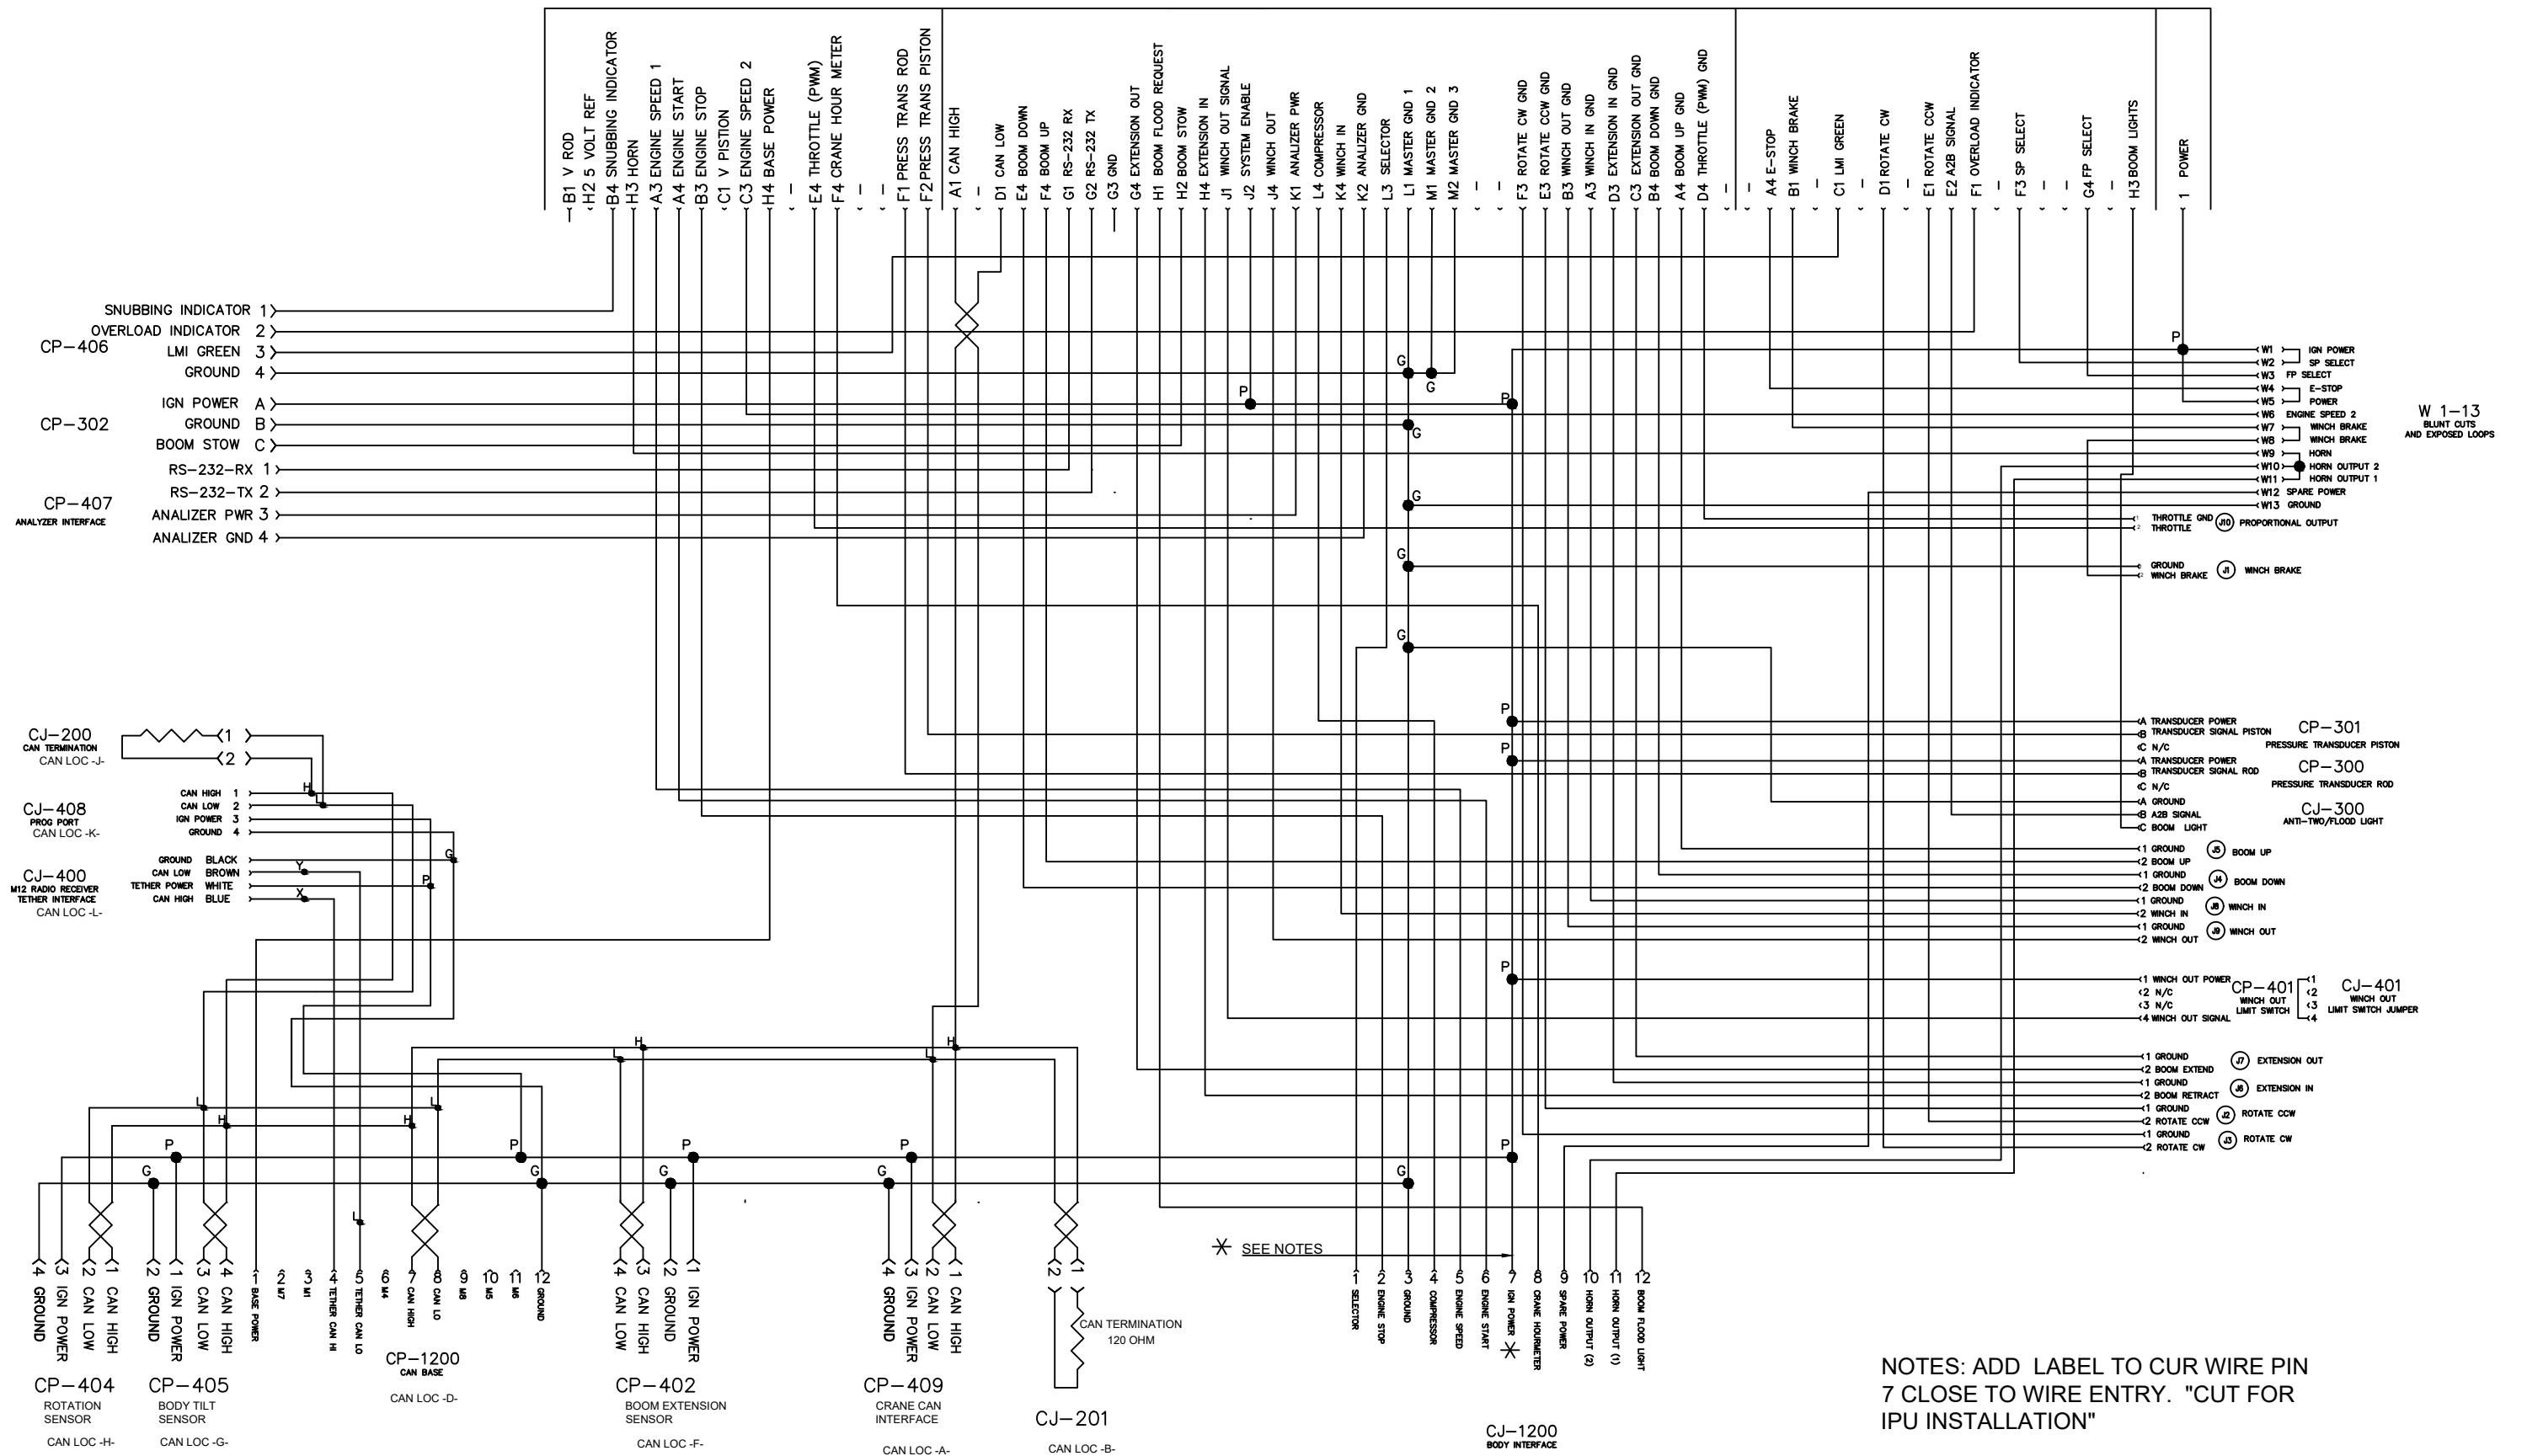 B1 V ROD
H2 5 VOLT REF
B4 SNUBBING INDICATOR
H3 HORN
A3 ENGINE SPEED 1
A4 ENGINE START
B3 ENGINE STOP
C1 V PISTION
C3 ENGINE SPEED 2
H4 BASE POWER
E4 THROTTLE (PWM)
F4 CRANE HOUR METER
F1 PRESS TRANS ROD
F2 PRESS TRANS PISTON
A1 CAN HIGH
D1 CAN LOW
E4 BOOM DOWN
F4 BOOM UP
G1 RS-232 RX
G2 RS-232 TX
G3 GND
G4 EXTENSION OUT
H1 BOOM FLOOD REQUEST
H2 BOOM STOW
H4 EXTENSION IN
J1 WINCH OUT SIGNAL
J2 SYSTEM ENABLE
J4 WINCH OUT
K1 ANALIZER PWR
L4 COMPRESSOR
K4 WINCH IN
K2 ANALIZER GND
L3 SELECTOR
L1 MASTER GND 1
M1 MASTER GND 2
M2 MASTER GND 3
F3 ROTATE CW GND
E3 ROTATE CCW GND
B3 WINCH OUT GND
A3 WINCH IN GND
D3 EXTENSION IN GND
C3 EXTENSION OUT GND
B4 BOOM DOWN GND
A4 BOOM UP GND
D4 THROTTLE (PWM) GND
A4 E-STOP
B1 WINCH BRAKE
C1 LMI GREEN
D1 ROTATE CW
E1 ROTATE CCW
E2 A2B SIGNAL
F1 OVERLOAD INDICATOR
F3 SP SELECT
G4 FP SELECT
H3 BOOM LIGHTS
1 POWER
CP-406
SNUBBING INDICATOR 1
OVERLOAD INDICATOR 2
LMI GREEN 3
GROUND 4
CP-302
IGN POWER A
GROUND B
BOOM STOW C
CP-407
ANALYZER INTERFACE
RS-232-RX 1
RS-232-TX 2
ANALIZER PWR 3
ANALIZER GND 4
P
G
G
P
P
G
G
G
G
P
W1 IGN POWER
W2 SP SELECT
W3 FP SELECT
W4 E-STOP
W5 POWER
W6 ENGINE SPEED 2
W7 WINCH BRAKE
W8 WINCH BRAKE
W9 HORN
W10 HORN OUTPUT 2
W11 HORN OUTPUT 1
W12 SPARE POWER
W13 GROUND
W 1-13
BLUNT CUTS
AND EXPOSED LOOPS
1 THROTTLE GND
2 THROTTLE
J10 PROPORTIONAL OUTPUT
1 GROUND
2 WINCH BRAKE
J1 WINCH BRAKE
P
P
A TRANSDUCER POWER
B TRANSDUCER SIGNAL PISTON
C N/C
CP-301
PRESSURE TRANSDUCER PISTON
A TRANSDUCER POWER
B TRANSDUCER SIGNAL ROD
C N/C
CP-300
PRESSURE TRANSDUCER ROD
A GROUND
B A2B SIGNAL
C BOOM LIGHT
CJ-300
ANTI-TWO/FLOOD LIGHT
1 GROUND
2 BOOM UP
J5 BOOM UP
1 GROUND
2 BOOM DOWN
J4 BOOM DOWN
1 GROUND
2 WINCH IN
J8 WINCH IN
1 GROUND
2 WINCH OUT
J9 WINCH OUT
P
1 WINCH OUT POWER
2 N/C
3 N/C
4 WINCH OUT SIGNAL
CP-401
WINCH OUT
LIMIT SWITCH
1
2
3
4
CJ-401
WINCH OUT
LIMIT SWITCH JUMPER
1 GROUND
2 BOOM EXTEND
J7 EXTENSION OUT
1 GROUND
2 BOOM RETRACT
J6 EXTENSION IN
1 GROUND
2 ROTATE CCW
J2 ROTATE CCW
1 GROUND
2 ROTATE CW
J3 ROTATE CW
CJ-200
CAN TERMINATION
CAN LOC -J-
1
2
H
L
CJ-408
PROG PORT
CAN LOC -K-
CAN HIGH 1
CAN LOW 2
IGN POWER 3
GROUND 4
CJ-400
M12 RADIO RECEIVER
TETHER INTERFACE
CAN LOC -L-
GROUND BLACK
CAN LOW BROWN
TETHER POWER WHITE
CAN HIGH BLUE
G
Y
P
X
H
L
H
L
L
L
H
H
P
P
P
P
P
G
G
G
G
G
L
4 GROUND
3 IGN POWER
2 CAN LOW
1 CAN HIGH
CP-404
ROTATION
SENSOR
CAN LOC -H-
2 GROUND
1 IGN POWER
3 CAN LOW
4 CAN HIGH
CP-405
BODY TILT
SENSOR
CAN LOC -G-
1 BASE POWER
2 M7
3 M1
4 TETHER CAN HI
5 TETHER CAN LO
6 M4
7 CAN HIGH
8 CAN LO
9 M8
10 M5
11 M6
12 GROUND
CP-1200
CAN BASE
CAN LOC -D-
4 CAN LOW
3 CAN HIGH
2 GROUND
1 IGN POWER
CP-402
BOOM EXTENSION
SENSOR
CAN LOC -F-
4 GROUND
3 IGN POWER
2 CAN LOW
1 CAN HIGH
CP-409
CRANE CAN
INTERFACE
CAN LOC -A-
2
1
CAN TERMINATION
120 OHM
CJ-201
CAN LOC -B-
SEE NOTES
1 SELECTOR
2 ENGINE STOP
3 GROUND
4 COMPRESSOR
5 ENGINE SPEED
6 ENGINE START
7 IGN POWER
8 CRANE HOURMETER
9 SPARE POWER
10 HORN OUTPUT (2)
11 HORN OUTPUT (1)
12 BOOM FLOOD LIGHT
CJ-1200
BODY INTERFACE
NOTES: ADD LABEL TO CUR WIRE PIN
7 CLOSE TO WIRE ENTRY. "CUT FOR
IPU INSTALLATION"